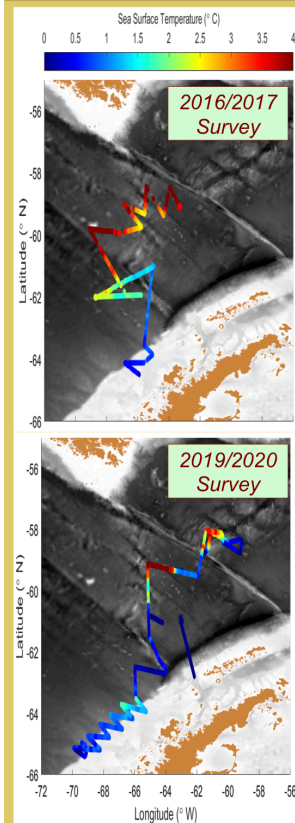 Sea Surface Temperature (° C)
0 0.5 1 1.5 2 2.5 3 3.5 4
2016/2017
Survey
-56
-58
-60
-62
-64
-66
Latitude (° N)
2019/2020
Survey
-56
-58
-60
-62
-64
-66
Latitude (° N)
-72 -70 -68 -66 -64 -62 -60 -58 -56
Longitude (° W)